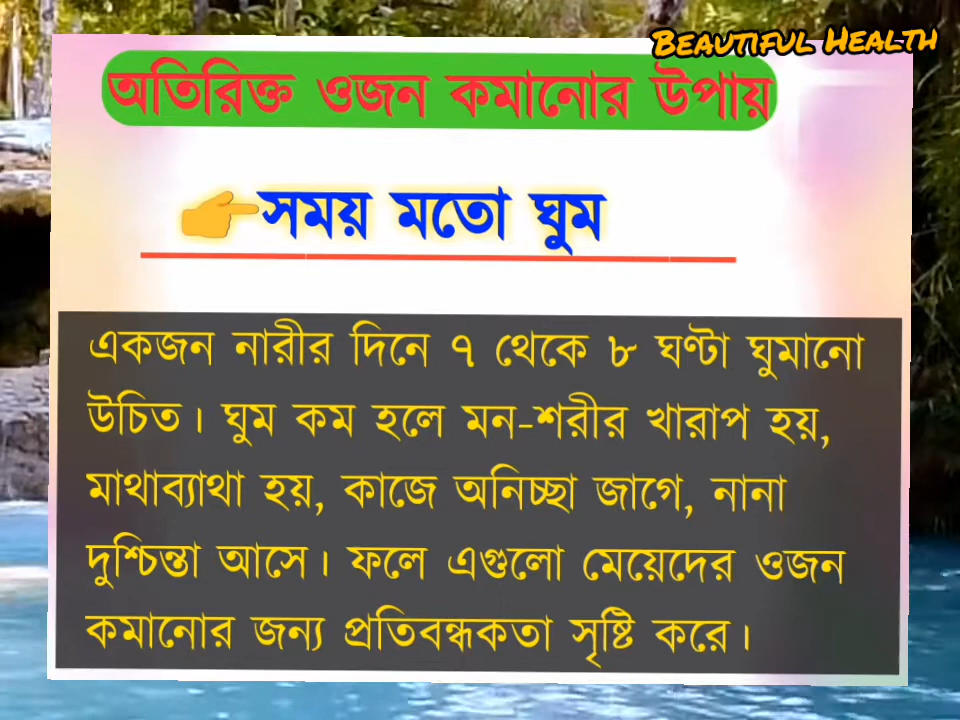 Beautiful Health
অতিরিক্ত ওজন কমানোর উপায়
সময় মতো ঘুম
একজন নারীর দিনে ৭ থেকে ৮ ঘণ্টা ঘুমানো
উচিত। ঘুম কম হলে মন-শরীর খারাপ হয়,
মাথাব্যাথা হয়, কাজে অনিচ্ছা জাগে, নানা
দুশ্চিন্তা আসে। ফলে এগুলো মেয়েদের ওজন
কমানোর জন্য প্রতিবন্ধকতা সৃষ্টি করে।